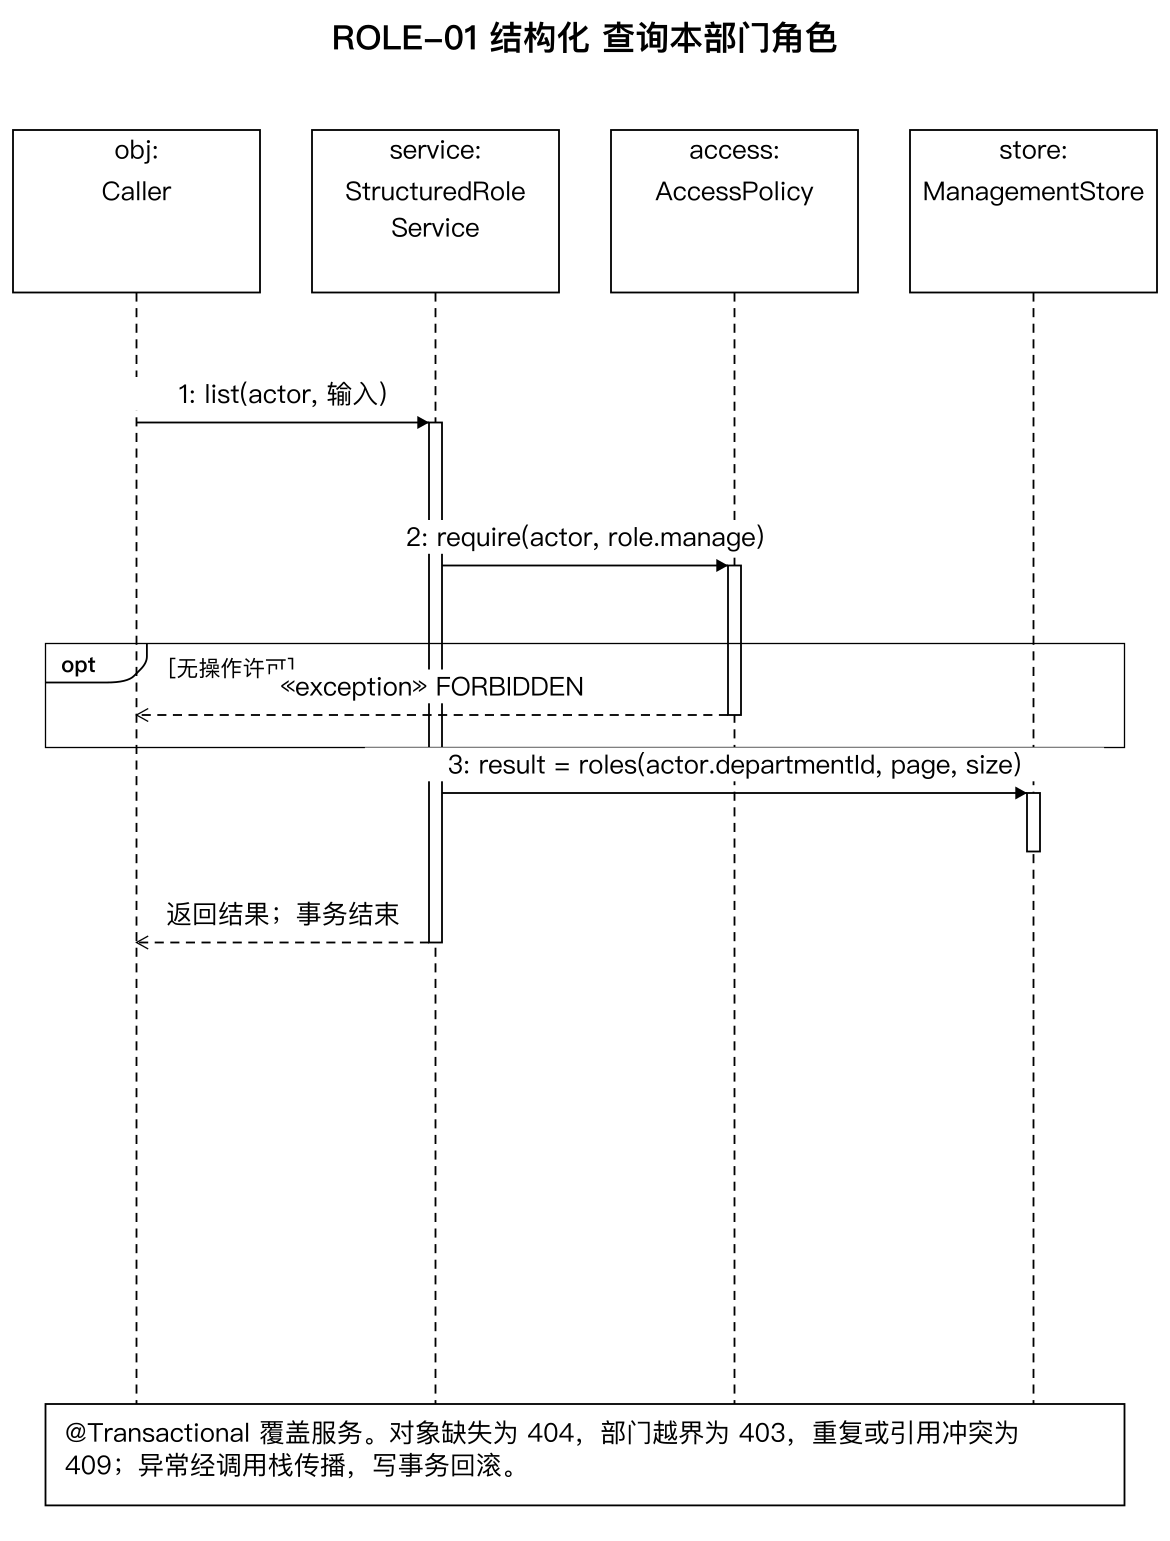 ROLE-01 结构化 查询本部门角色
obj:
Caller
service:
StructuredRole
Service
access:
AccessPolicy
store:
ManagementStore
1: list(actor, 输入)
2: require(actor, role.manage)
opt
[无操作许可]
«exception» FORBIDDEN
3: result = roles(actor.departmentId, page, size)
返回结果；事务结束
@Transactional 覆盖服务。对象缺失为 404，部门越界为 403，重复或引用冲突为
409；异常经调用栈传播，写事务回滚。